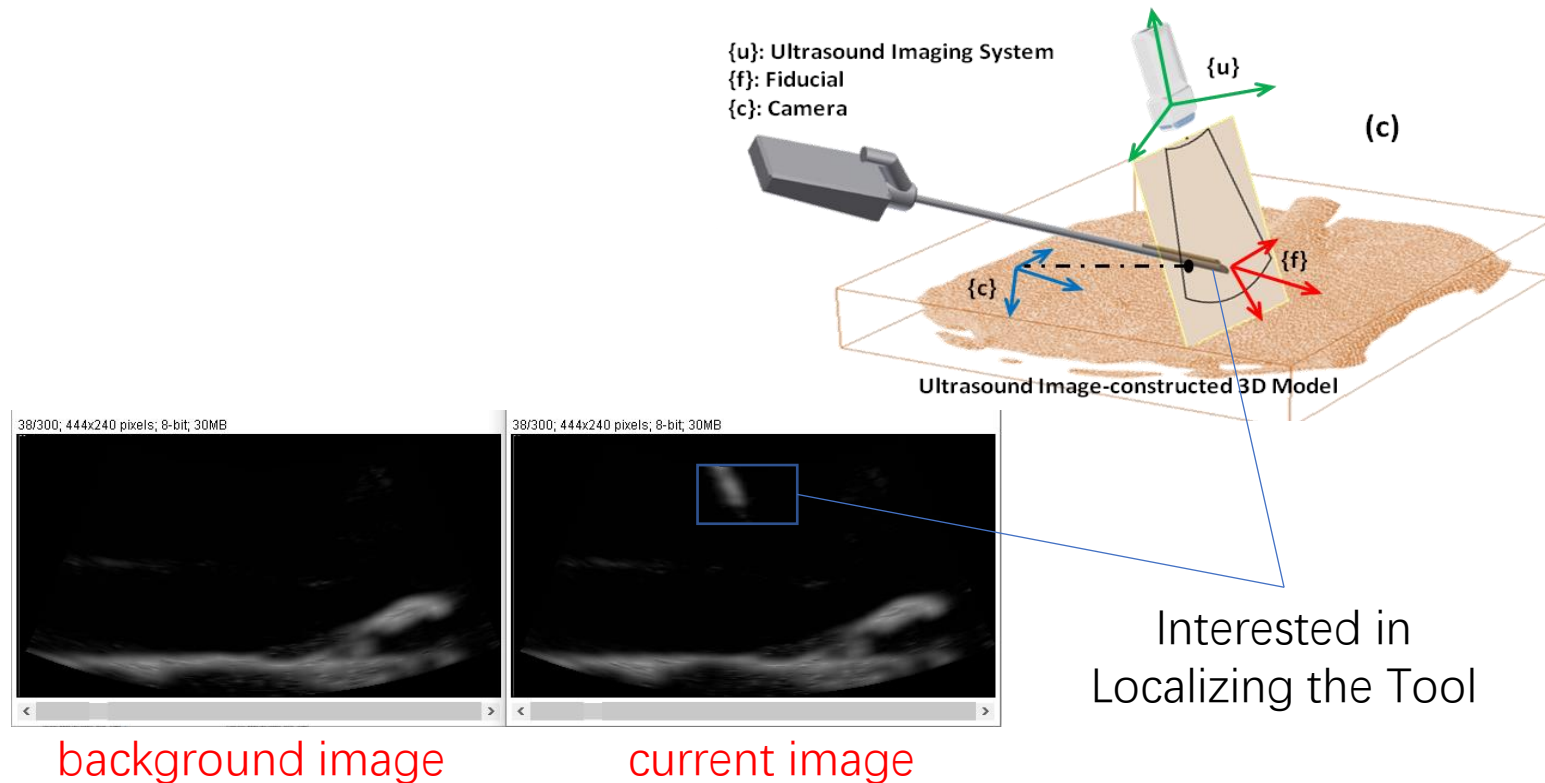 {u}: Ultrasound Imaging System
{f}: Fiducial
{c}: Camera
{u}
(c)
{f}
{c}
Ultrasound Image-constructed 3D Model
38/300; 444x240 pixels; 8-bit; 30MB
38/300; 444x240 pixels; 8-bit; 30MB
Interested in
Localizing the Tool
background image
current image